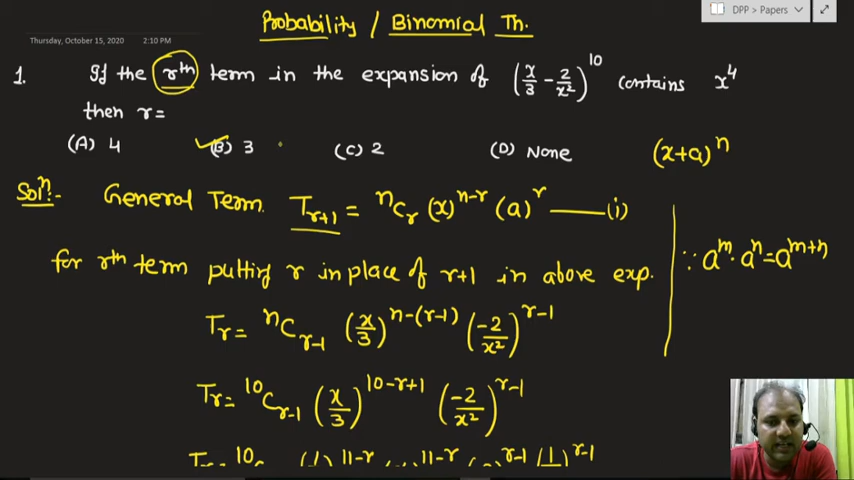 Probability / Binomial Th.
DPP > Papers
Thursday, October 15, 2020 2:10 PM
1. If the rth term in the expansion of (x/3 - 2/x²)^10 contains x⁴
then r=
(A) 4 (B) 3 (C) 2 (D) None
(x+a)^n
Solⁿ:- General Term. T_{r+1} = ⁿC_r (x)^{n-r} (a)^r —— (i)
for rth term putting r in place of r+1 in above exp.
∵ a^m · a^n = a^{m+n}
T_r = ⁿC_{r-1} (x/3)^{n-(r-1)} (-2/x²)^{r-1}
T_r = ¹⁰C_{r-1} (x/3)^{10-r+1} (-2/x²)^{r-1}